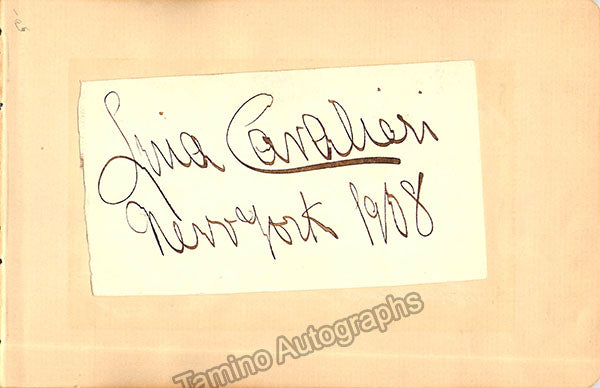 Lina Cavalieri
New York 1908
Tamino Autographs